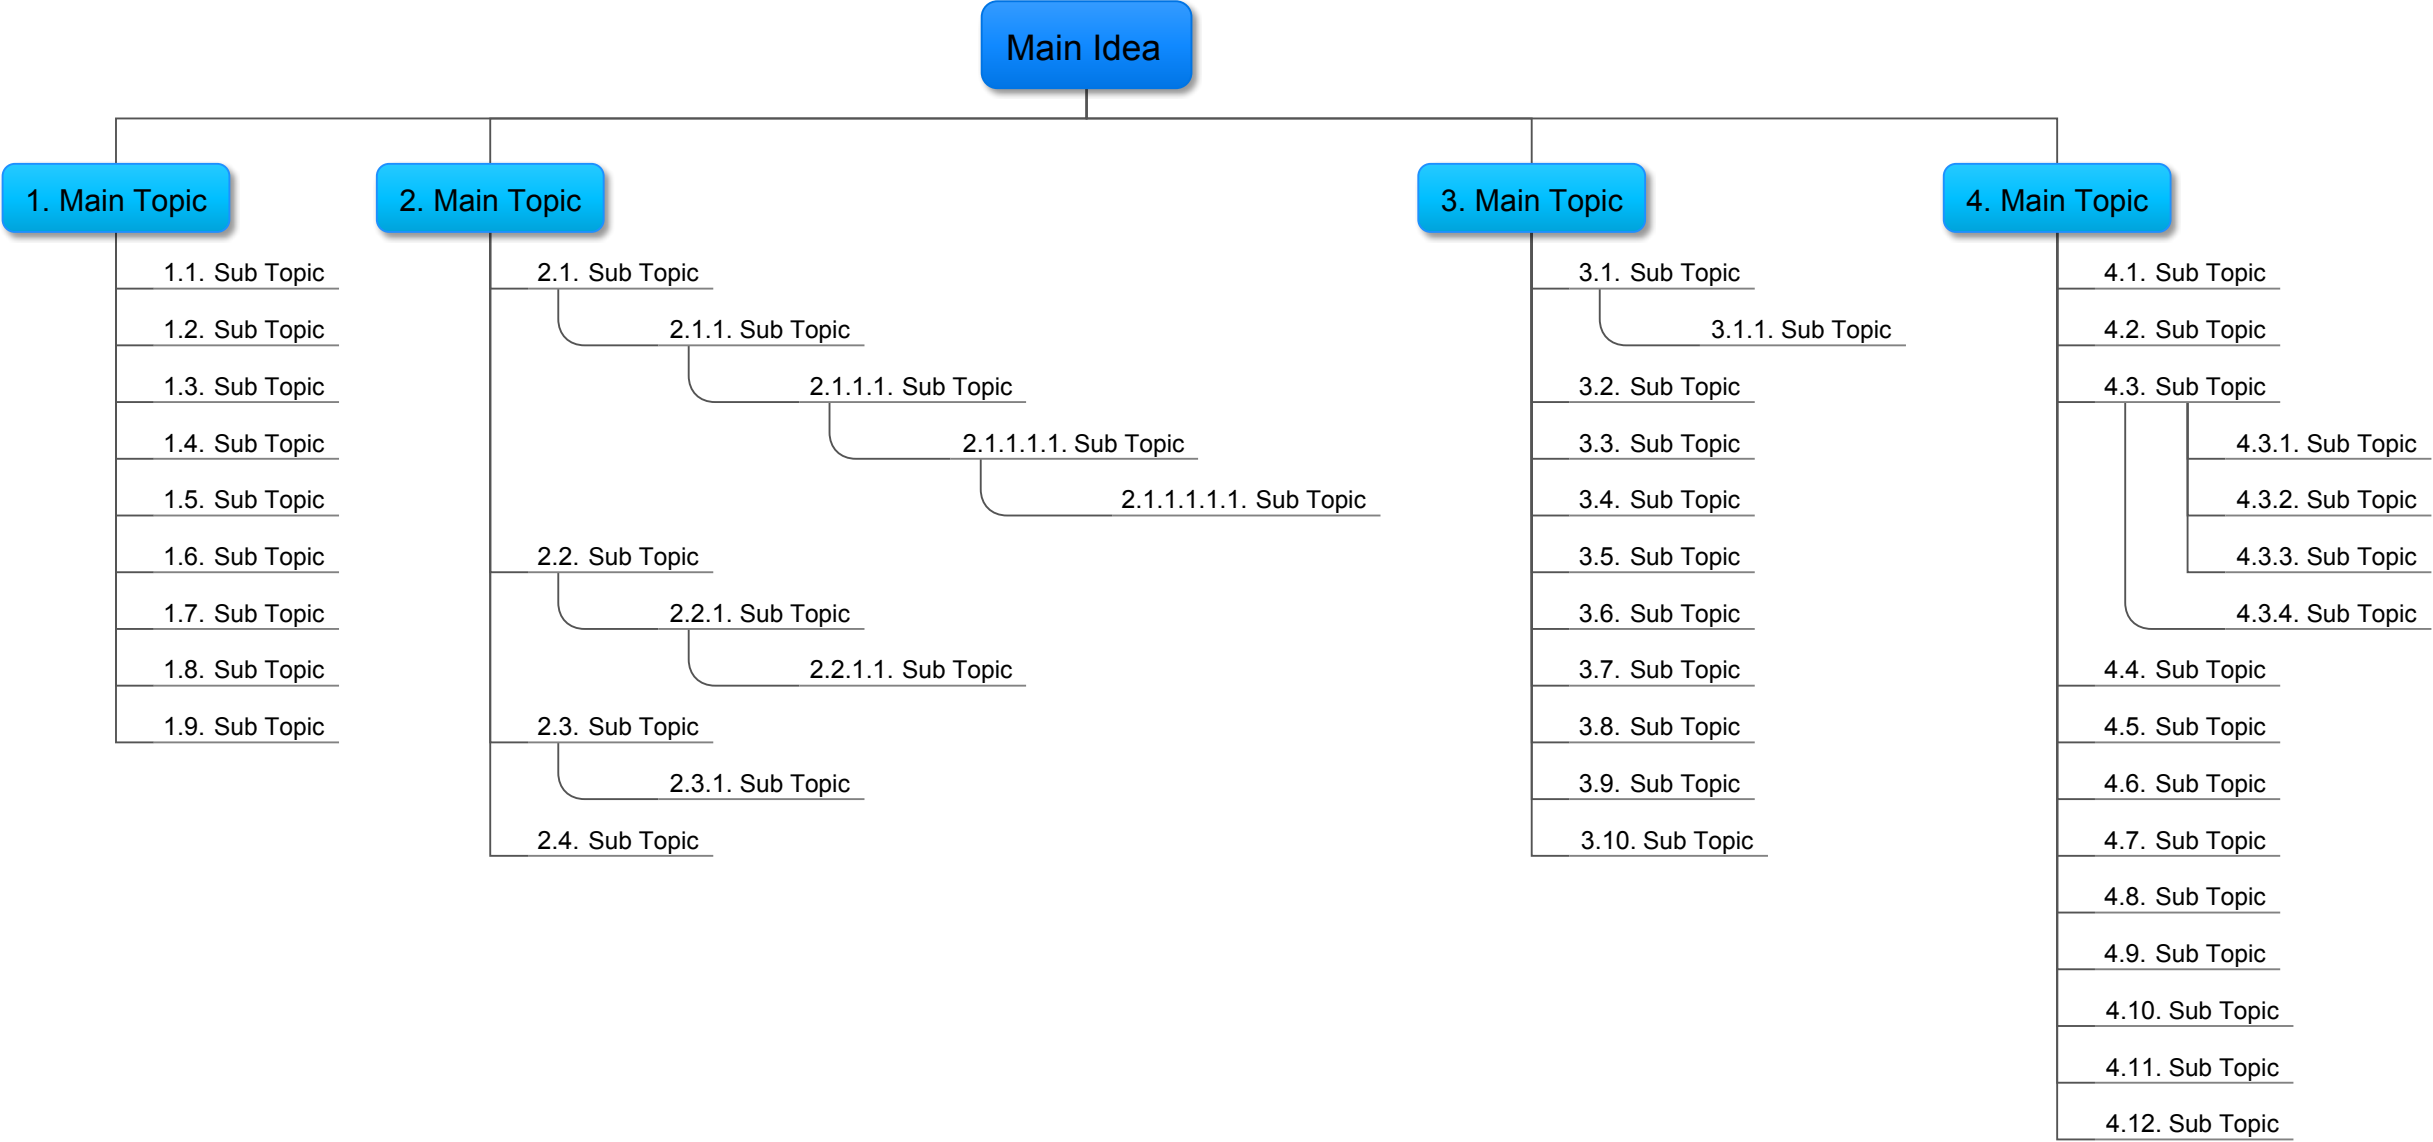 Main Idea
1. Main Topic
1.1. Sub Topic
1.2. Sub Topic
1.3. Sub Topic
1.4. Sub Topic
1.5. Sub Topic
1.6. Sub Topic
1.7. Sub Topic
1.8. Sub Topic
1.9. Sub Topic
2. Main Topic
2.1. Sub Topic
2.1.1. Sub Topic
2.1.1.1. Sub Topic
2.1.1.1.1. Sub Topic
2.1.1.1.1.1. Sub Topic
2.2. Sub Topic
2.2.1. Sub Topic
2.2.1.1. Sub Topic
2.3. Sub Topic
2.3.1. Sub Topic
2.4. Sub Topic
3. Main Topic
3.1. Sub Topic
3.1.1. Sub Topic
3.2. Sub Topic
3.3. Sub Topic
3.4. Sub Topic
3.5. Sub Topic
3.6. Sub Topic
3.7. Sub Topic
3.8. Sub Topic
3.9. Sub Topic
3.10. Sub Topic
4. Main Topic
4.1. Sub Topic
4.2. Sub Topic
4.3. Sub Topic
4.3.1. Sub Topic
4.3.2. Sub Topic
4.3.3. Sub Topic
4.3.4. Sub Topic
4.4. Sub Topic
4.5. Sub Topic
4.6. Sub Topic
4.7. Sub Topic
4.8. Sub Topic
4.9. Sub Topic
4.10. Sub Topic
4.11. Sub Topic
4.12. Sub Topic